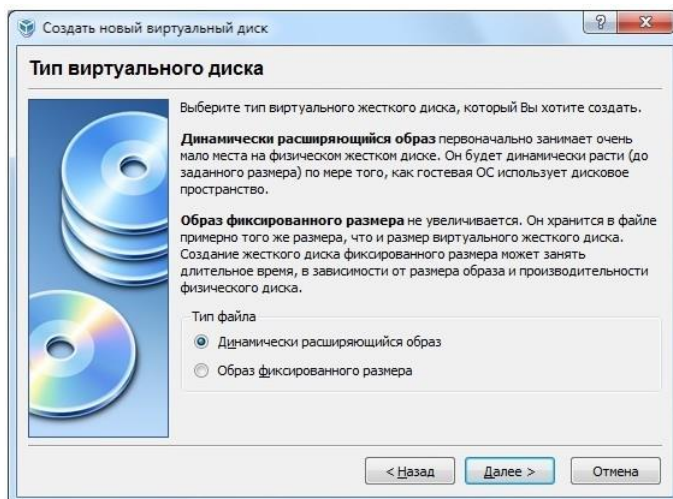 Создать новый виртуальный диск
Тип виртуального диска
Выберите тип виртуального жесткого диска, который Вы хотите создать.
Динамически расширяющийся образ первоначально занимает очень
мало места на физическом жестком диске. Он будет динамически расти (до
заданного размера) по мере того, как гостевая ОС использует дисковое
пространство.
Образ фиксированного размера не увеличивается. Он хранится в файле
примерно того же размера, что и размер виртуального жесткого диска.
Создание жесткого диска фиксированного размера может занять
длительное время, в зависимости от размера образа и производительности
физического диска.
Тип файла
Динамически расширяющийся образ
Образ фиксированного размера
< Назад Далее > Отмена